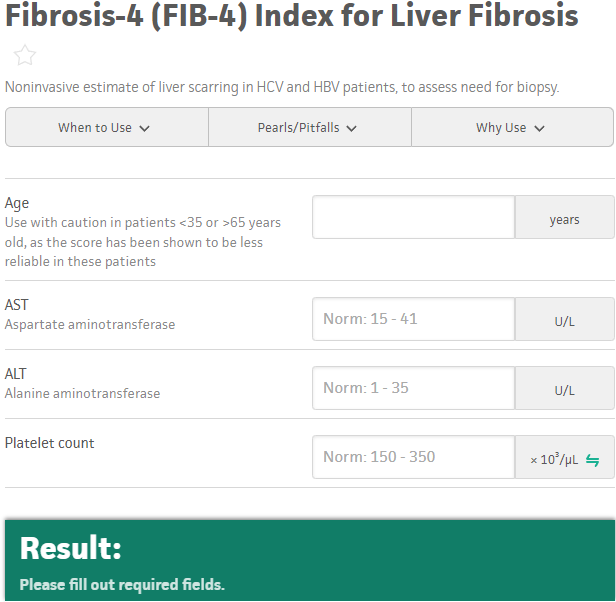 Fibrosis-4 (FIB-4) Index for Liver Fibrosis
Noninvasive estimate of liver scarring in HCV and HBV patients, to assess need for biopsy.
When to Use
Pearls/Pitfalls
Why Use
Age
Use with caution in patients <35 or >65 years
old, as the score has been shown to be less
reliable in these patients
years
AST
Aspartate aminotransferase
Norm: 15 - 41
U/L
ALT
Alanine aminotransferase
Norm: 1 - 35
U/L
Platelet count
Norm: 150 - 350
× 10³/µL
Result:
Please fill out required fields.